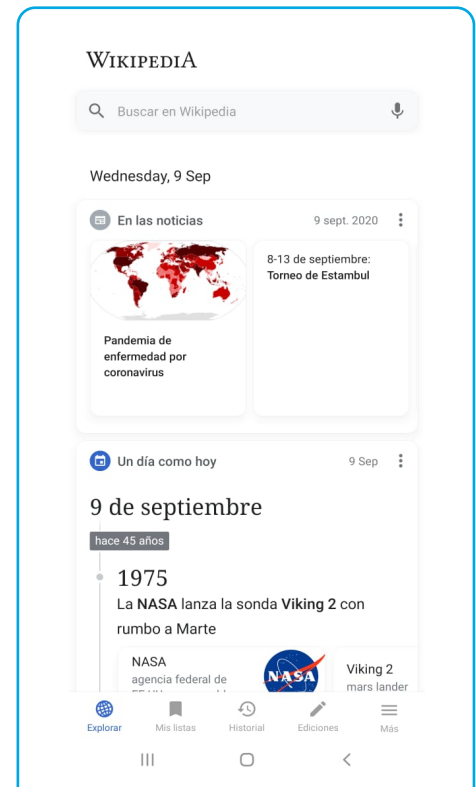 WIKIPEDIA
Buscar en Wikipedia
Wednesday, 9 Sep
En las noticias
9 sept. 2020
Pandemia de
enfermedad por
coronavirus
8-13 de septiembre:
Torneo de Estambul
Un día como hoy
9 Sep
9 de septiembre
hace 45 años
1975
La NASA lanza la sonda Viking 2 con
rumbo a Marte
NASA
agencia federal de
NASA
Viking 2
mars lander
Explorar
Mis listas
Historial
Ediciones
Más